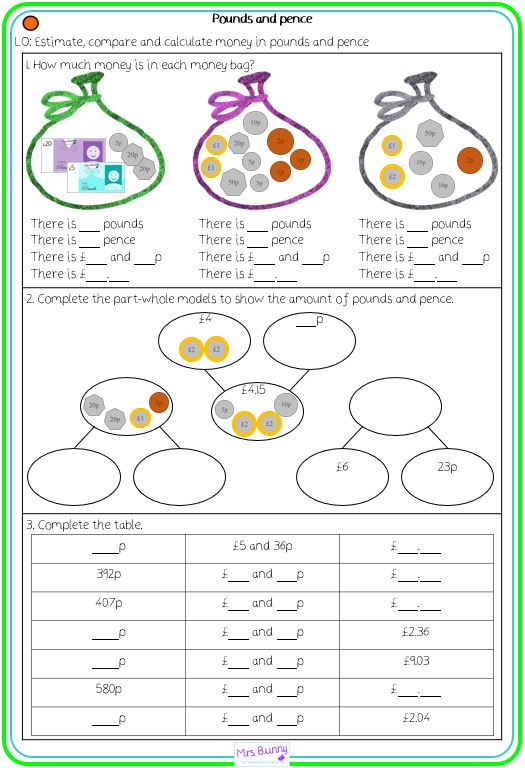 Pounds and pence
LO: Estimate, compare and calculate money in pounds and pence
1. How much money is in each money bag?
£20
£5
Pounds
5p
20p
20p
£1
£1
10p
20p
2p
5p
1p
1p
50p
5p
£1
£2
50p
10p
2p
10p
There is ___ pounds
There is ___ pence
There is £___ and ___p
There is £___.___
There is ___ pounds
There is ___ pence
There is £___ and ___p
There is £___.___
There is ___ pounds
There is ___ pence
There is £___ and ___p
There is £___.___
2. Complete the part-whole models to show the amount of pounds and pence.
£4
£2 £2
___p
20p 20p £1 1p
£4.15
5p £2 £2 10p
£6
23p
3. Complete the table.
____p £5 and 36p £ ___.___
392p £___ and ___p £ ___.___
407p £___ and ___p £ ___.___
____p £___ and ___p £2.36
____p £___ and ___p £9.03
580p £___ and ___p £ ___.___
____p £___ and ___p £2.04
Mrs Bunny